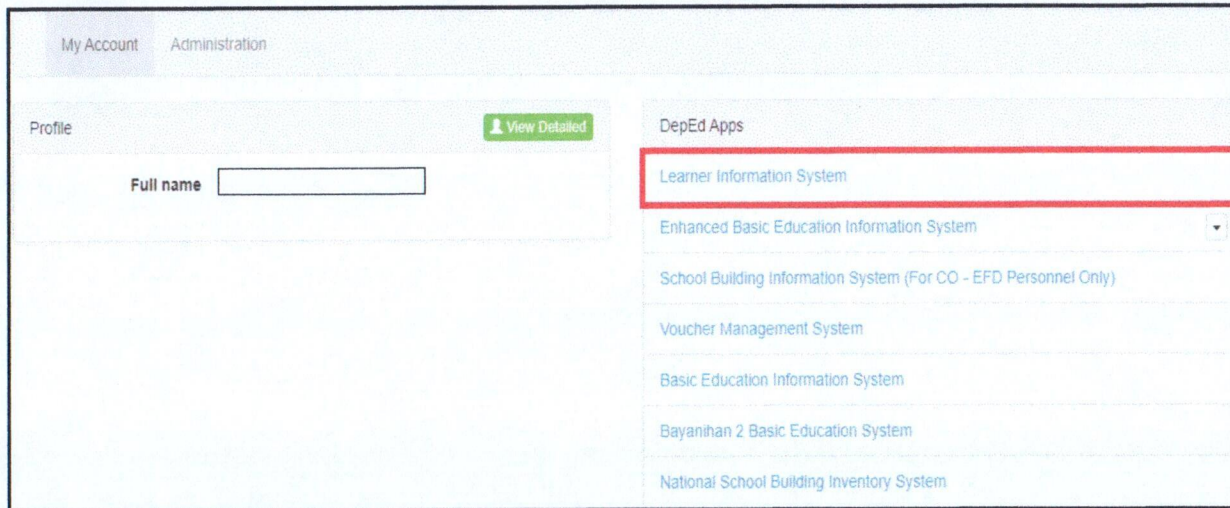 My Account Administration
Profile
View Detailed
Full name
DepEd Apps
Learner Information System
Enhanced Basic Education Information System
School Building Information System (For CO - EFD Personnel Only)
Voucher Management System
Basic Education Information System
Bayanihan 2 Basic Education System
National School Building Inventory System